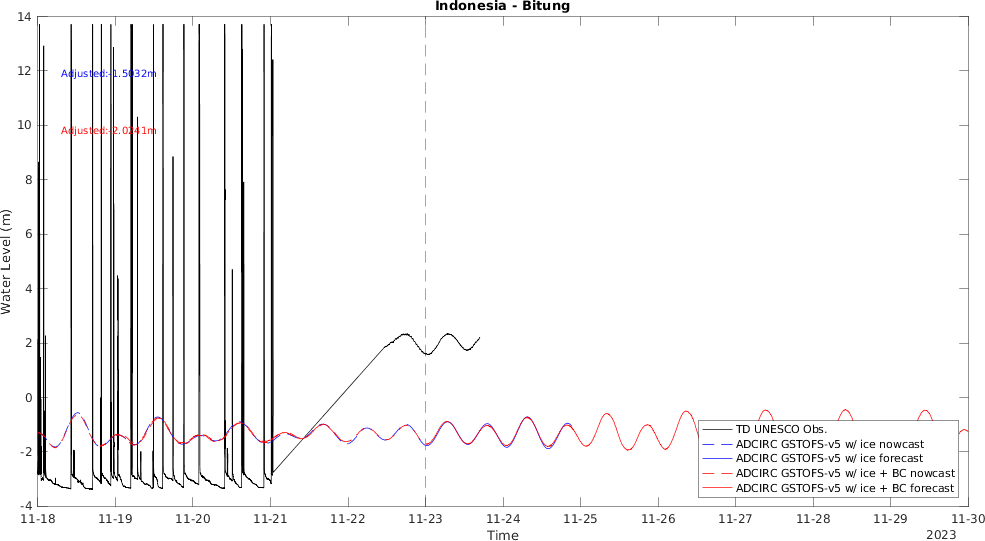 Indonesia - Bitung
14
12
10
8
6
4
2
0
-2
-4
Water Level (m)
Adjusted:-1.5032m
Adjusted:-2.0241m
TD UNESCO Obs.
ADCIRC GSTOFS-v5 w/ ice nowcast
ADCIRC GSTOFS-v5 w/ ice forecast
ADCIRC GSTOFS-v5 w/ ice + BC nowcast
ADCIRC GSTOFS-v5 w/ ice + BC forecast
11-18 11-19 11-20 11-21 11-22 11-23 11-24 11-25 11-26 11-27 11-28 11-29 11-30
Time
2023